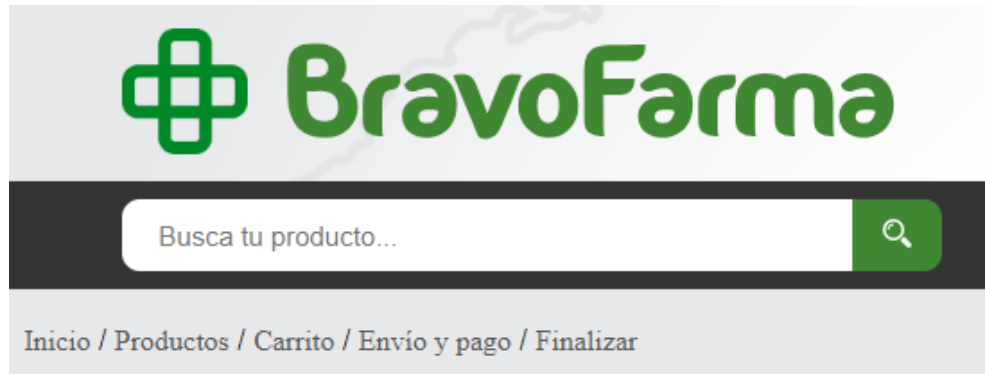 BravoFarma
Busca tu producto...
Inicio / Productos / Carrito / Envío y pago / Finalizar